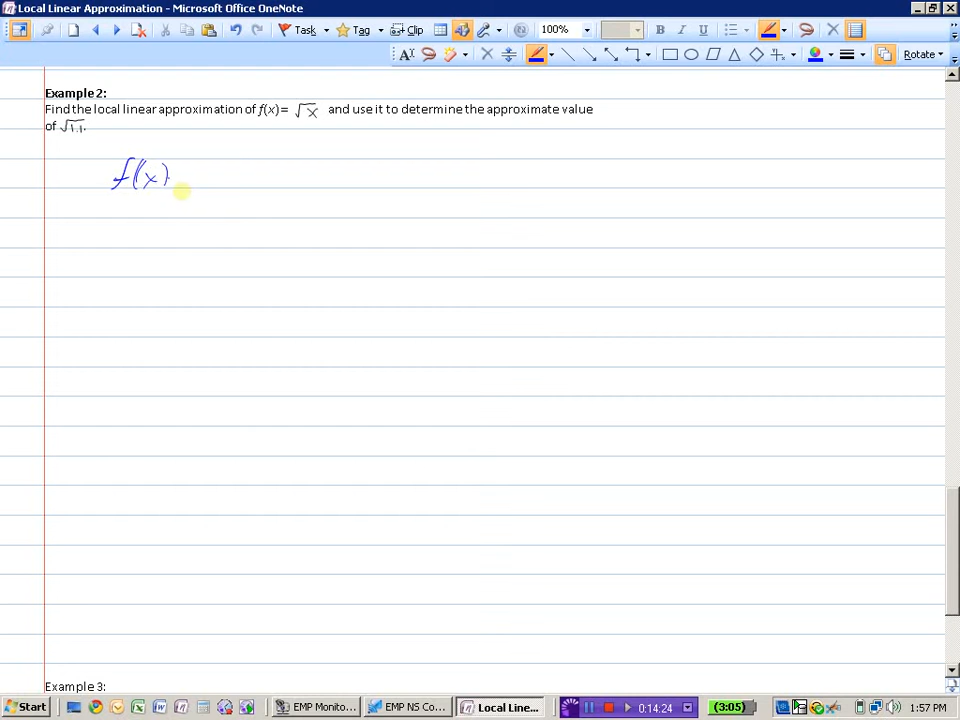 Local Linear Approximation - Microsoft Office OneNote
Task Tag Clip 100% B I U
A Rotate
Example 2:
Find the local linear approximation of f(x) = √x and use it to determine the approximate value
of √1.1.
f(x)
Example 3:
Start EMP Monito... EMP NS Co... Local Line... 0:14:24 (3:05) 1:57 PM